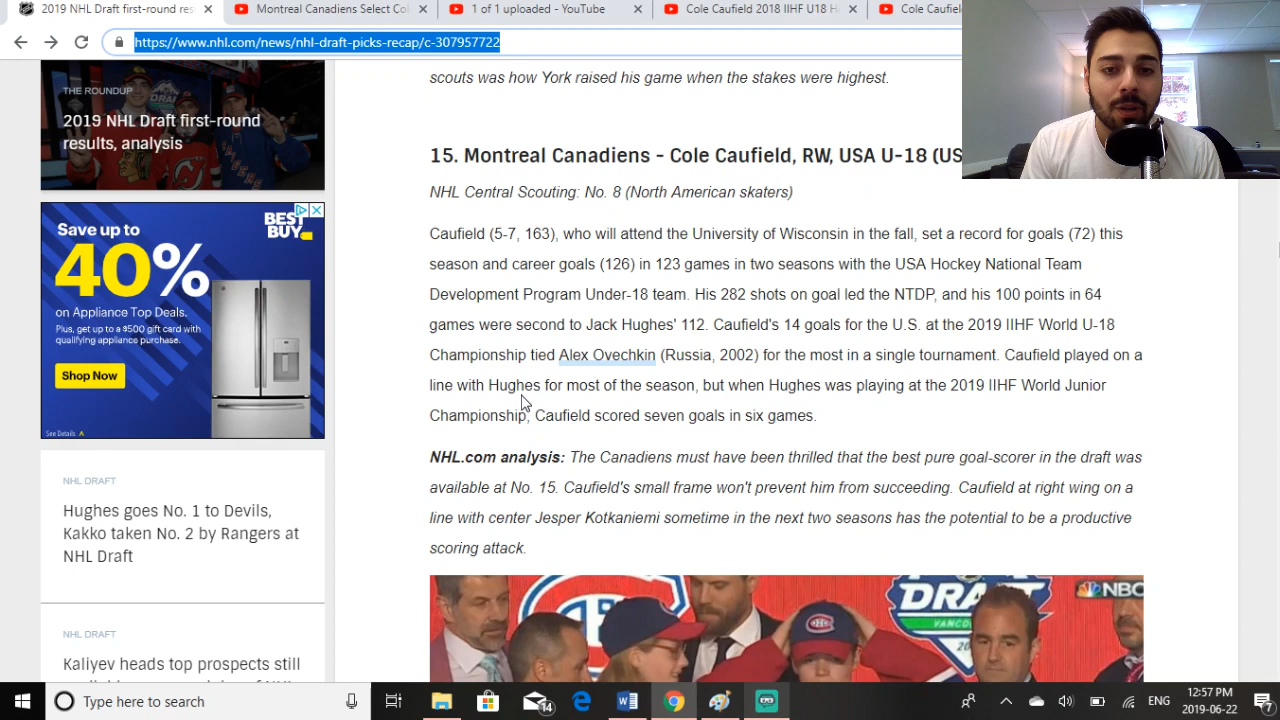 2019 NHL Draft first-round res
Montreal Canadiens Select Col
1 of 1 uploaded - YouTube
Cole Caufield 2018 IIHF U18 H
Cole Caufiel
https://www.nhl.com/news/nhl-draft-picks-recap/c-307957722
THE ROUNDUP
2019 NHL Draft first-round
results, analysis
BEST
BUY
Save up to
40%
on Appliance Top Deals.
Plus, get up to a $500 gift card with
qualifying appliance purchase.
Shop Now
See Details
NHL DRAFT
Hughes goes No. 1 to Devils,
Kakko taken No. 2 by Rangers at
NHL Draft
NHL DRAFT
Kaliyev heads top prospects still
scouts was how York raised his game when the stakes were highest.
15. Montreal Canadiens - Cole Caufield, RW, USA U-18 (US
NHL Central Scouting: No. 8 (North American skaters)
Caufield (5-7, 163), who will attend the University of Wisconsin in the fall, set a record for goals (72) this
season and career goals (126) in 123 games in two seasons with the USA Hockey National Team
Development Program Under-18 team. His 282 shots on goal led the NTDP, and his 100 points in 64
games were second to Jack Hughes' 112. Caufield's 14 goals for the U.S. at the 2019 IIHF World U-18
Championship tied Alex Ovechkin (Russia, 2002) for the most in a single tournament. Caufield played on a
line with Hughes for most of the season, but when Hughes was playing at the 2019 IIHF World Junior
Championship, Caufield scored seven goals in six games.
NHL.com analysis: The Canadiens must have been thrilled that the best pure goal-scorer in the draft was
available at No. 15. Caufield's small frame won't prevent him from succeeding. Caufield at right wing on a
line with center Jesper Kotkaniemi sometime in the next two seasons has the potential to be a productive
scoring attack.
DRAFT
NBC
Type here to search
14
ENG
12:57 PM
2019-06-22
7